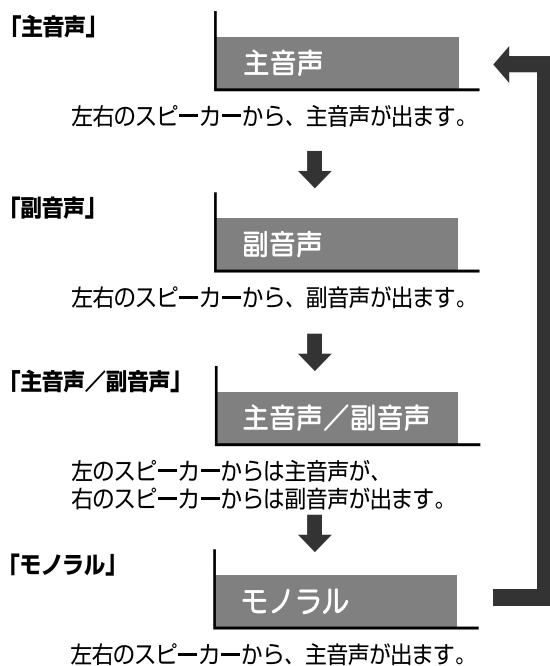 「主音声」
主音声
左右のスピーカーから、主音声が出ます。
「副音声」
副音声
左右のスピーカーから、副音声が出ます。
「主音声／副音声」
主音声／副音声
左のスピーカーからは主音声が、
右のスピーカーからは副音声が出ます。
「モノラル」
モノラル
左右のスピーカーから、主音声が出ます。